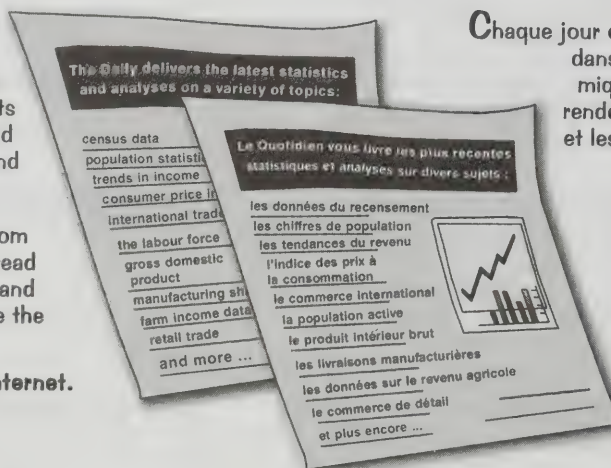 ts
d
nd
om
ead
and
e the
ternet.
The Daily delivers the latest statistics
and analyses on a variety of topics:
census data
population statisti
trends in income
consumer price in
international trade
the labour force
gross domestic
product
manufacturing sh
farm income data
retail trade
and more ...
Le Quotidien vous livre les plus récentes
statistiques et analyses sur divers sujets :
les données du recensement
les chiffres de population
les tendances du revenu
l'indice des prix à
la consommation
le commerce international
la population active
le produit intérieur brut
les livraisons manufacturières
les données sur le revenu agricole
le commerce de détail
et plus encore ...
Chaque jour
dans
miq
rende
et les